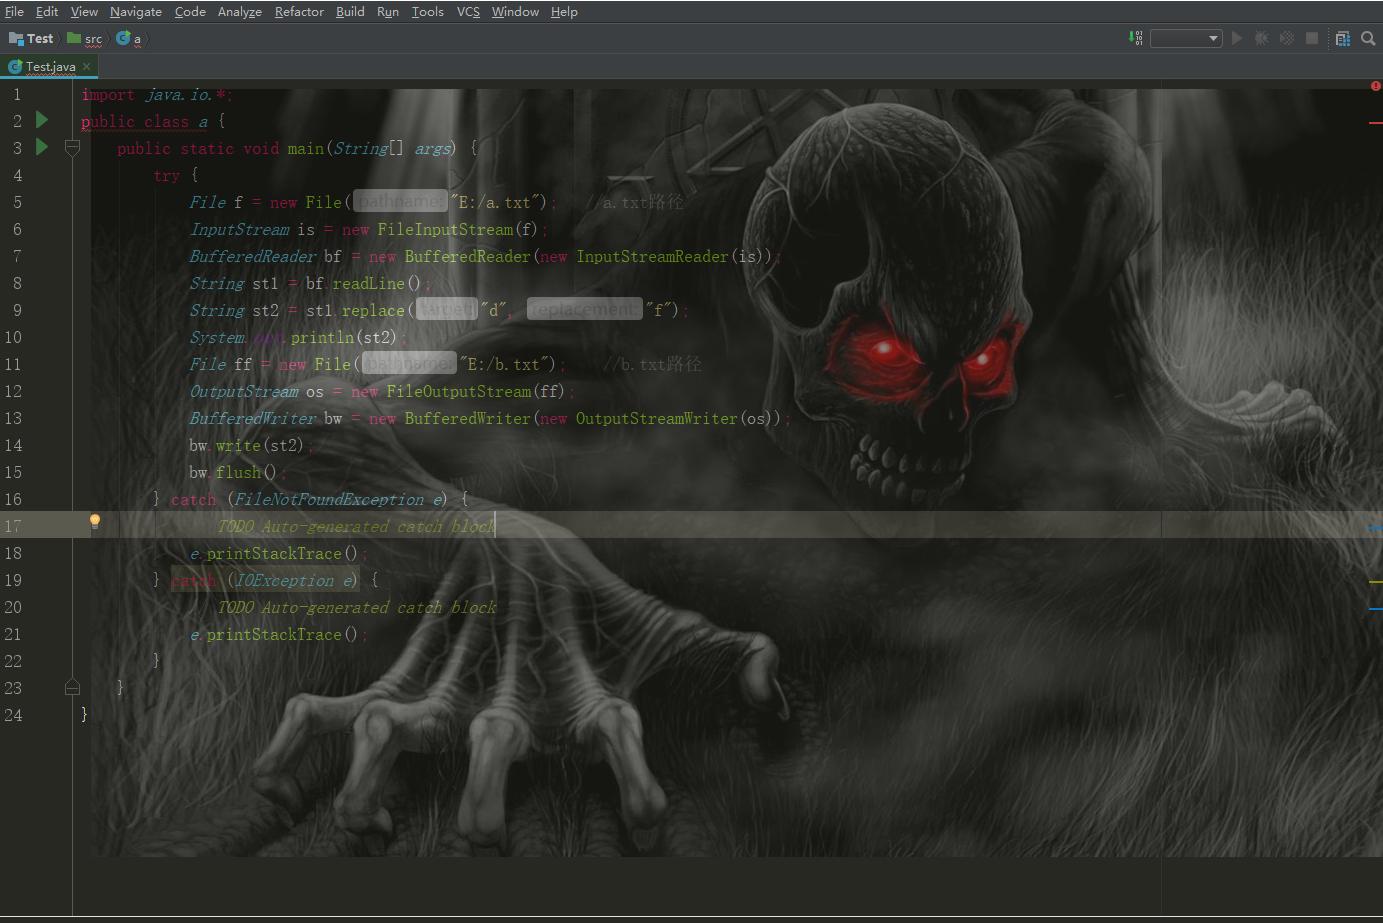 File Edit View Navigate Code Analyze Refactor Build Run Tools VCS Window Help
Test src a
Test.java
1 import java.io.*;
2 public class a {
3 public static void main(String[] args) {
4 try {
5 File f = new File( pathname: "E:/a.txt"); //a.txt路径
6 InputStream is = new FileInputStream(f);
7 BufferedReader bf = new BufferedReader(new InputStreamReader(is));
8 String st1 = bf.readLine();
9 String st2 = st1.replace( target: "d", replacement: "f");
10 System.out.println(st2);
11 File ff = new File( pathname: "E:/b.txt"); //b.txt路径
12 OutputStream os = new FileOutputStream(ff);
13 BufferedWriter bw = new BufferedWriter(new OutputStreamWriter(os));
14 bw.write(st2);
15 bw.flush();
16 } catch (FileNotFoundException e) {
17 TODO Auto-generated catch block
18 e.printStackTrace();
19 } catch (IOException e) {
20 TODO Auto-generated catch block
21 e.printStackTrace();
22 }
23 }
24 }